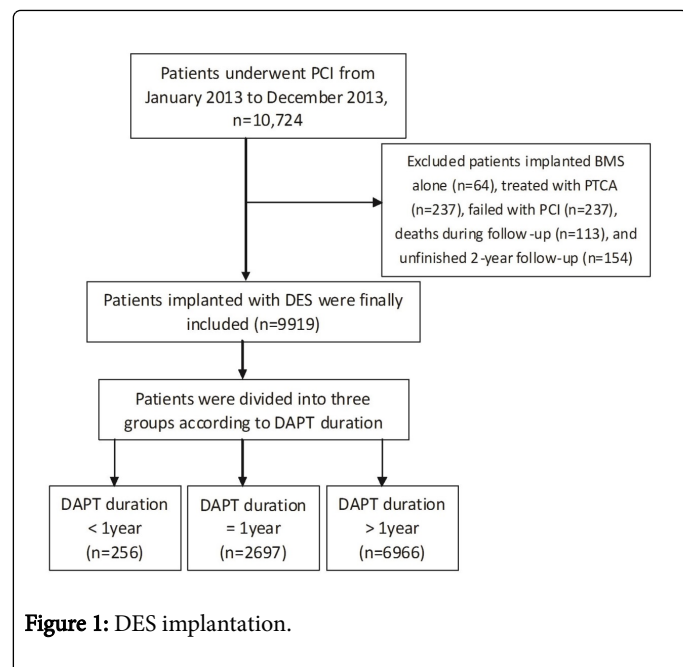 Patients underwent PCI from
January 2013 to December 2013,
n=10,724
Excluded patients implanted BMS
alone (n=64), treated with PTCA
(n=237), failed with PCI (n=237),
deaths during follow-up (n=113), and
unfinished 2-year follow-up (n=154)
Patients implanted with DES were finally
included (n=9919)
Patients were divided into three
groups according to DAPT duration
DAPT duration
< 1year
(n=256)
DAPT duration
= 1year
(n=2697)
DAPT duration
> 1year
(n=6966)
Figure 1: DES implantation.